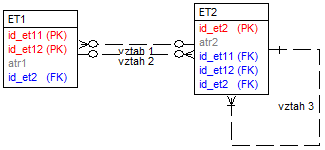 ET1
id_et11 (PK)
id_et12 (PK)
atr1
id_et2 (FK)
vztah 1
vztah 2
ET2
id_et2 (PK)
atr2
id_et11 (FK)
id_et12 (FK)
id_et2 (FK)
vztah 3